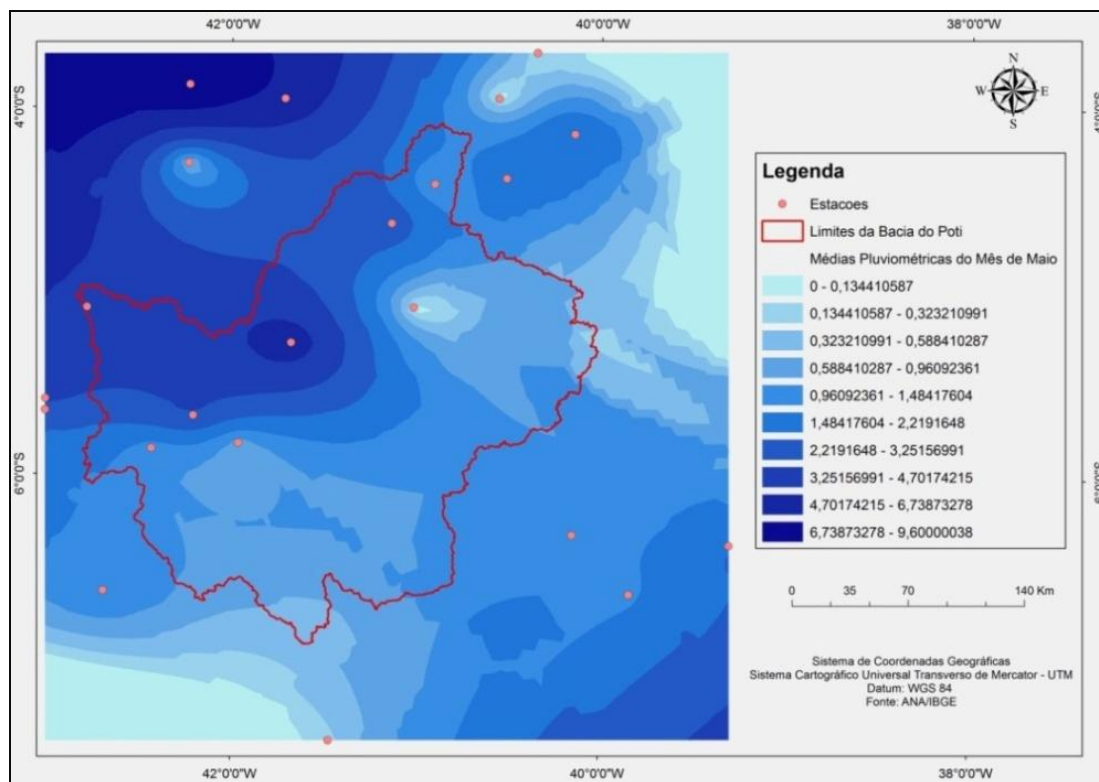 42°0'0"W 40°0'0"W 38°0'0"W
4°0'0"S
4°0'0"S
N
W E
S
Legenda
Estacoes
Limites da Bacia do Poti
Médias Pluviométricas do Mês de Maio
0 - 0,134410587
0,134410587 - 0,323210991
0,323210991 - 0,588410287
0,588410287 - 0,96092361
0,96092361 - 1,48417604
1,48417604 - 2,2191648
2,2191648 - 3,25156991
3,25156991 - 4,70174215
4,70174215 - 6,73873278
6,73873278 - 9,60000038
6°0'0"S
6°0'0"S
0 35 70 140 Km
Sistema de Coordenadas Geográficas
Sistema Cartográfico Universal Transverso de Mercator - UTM
Datum: WGS 84
Fonte: ANA/IBGE
42°0'0"W 40°0'0"W 38°0'0"W